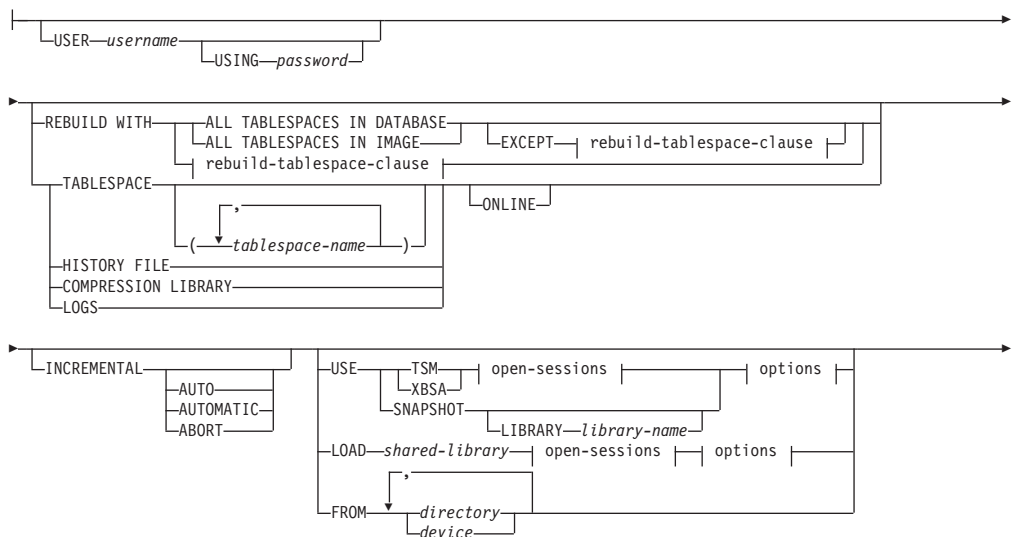 USER username
USING password
REBUILD WITH ALL TABLESPACES IN DATABASE
ALL TABLESPACES IN IMAGE EXCEPT rebuild-tablespace-clause
rebuild-tablespace-clause
TABLESPACE
ONLINE
,
( tablespace-name )
HISTORY FILE
COMPRESSION LIBRARY
LOGS
INCREMENTAL
AUTO
AUTOMATIC
ABORT
USE TSM open-sessions options
XBSA
SNAPSHOT
LIBRARY library-name
LOAD shared-library open-sessions options
,
FROM directory
device